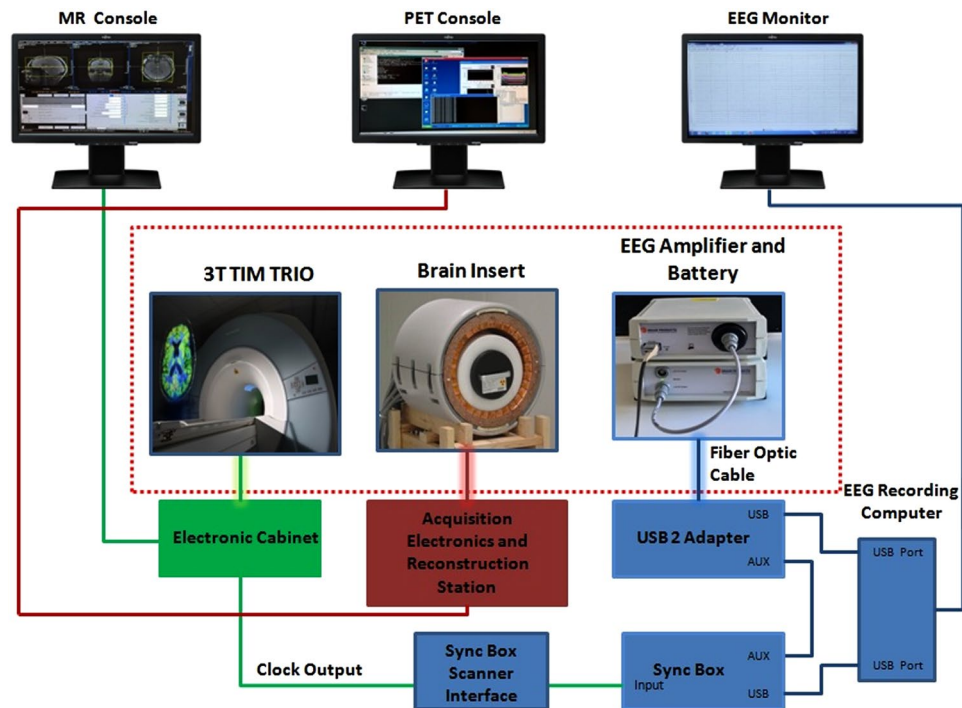 MR Console
PET Console
EEG Monitor
3T TIM TRIO
Brain Insert
EEG Amplifier and
Battery
Fiber Optic
Cable
EEG Recording
Computer
Electronic Cabinet
Acquisition
Electronics and
Reconstruction
Station
USB
USB 2 Adapter
AUX
USB Port
USB Port
Clock Output
Sync Box
Scanner
Interface
AUX
Sync Box
Input
USB